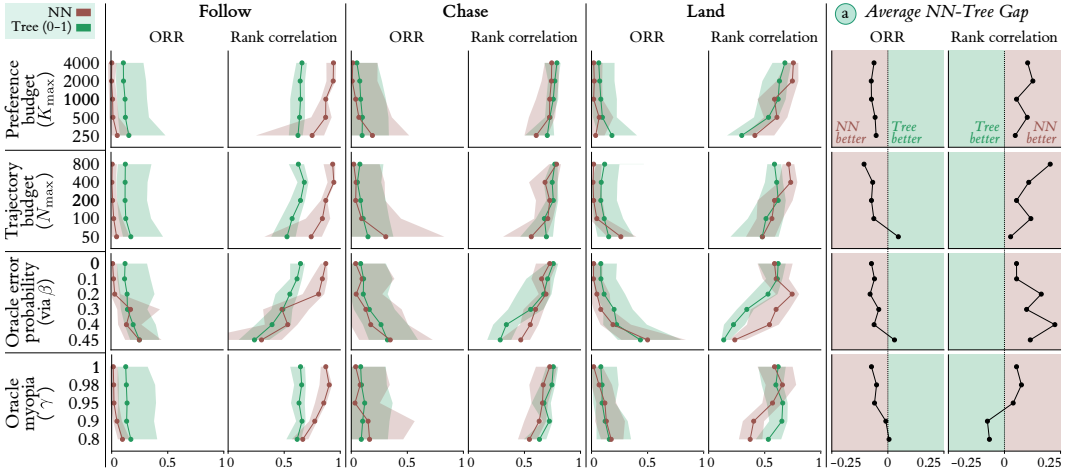 NN
Tree (0-1)
Follow
Chase
Land
a Average NN-Tree Gap
ORR
Rank correlation
ORR
Rank correlation
ORR
Rank correlation
ORR
Rank correlation
Preference
budget
(Kmax)
4000
2000
1000
500
250
NN
better
Tree
better
Tree
better
NN
better
Trajectory
budget
(Nmax)
800
400
200
100
50
Oracle error
probability
(via β)
0
0.1
0.2
0.3
0.4
0.45
Oracle
myopia
(γ)
1
0.98
0.95
0.9
0.8
0 0.5 1 0 0.5 1 0 0.5 1 0 0.5 1 0 0.5 1 0 0.5 1 −0.25 0 0.25 0 0.25